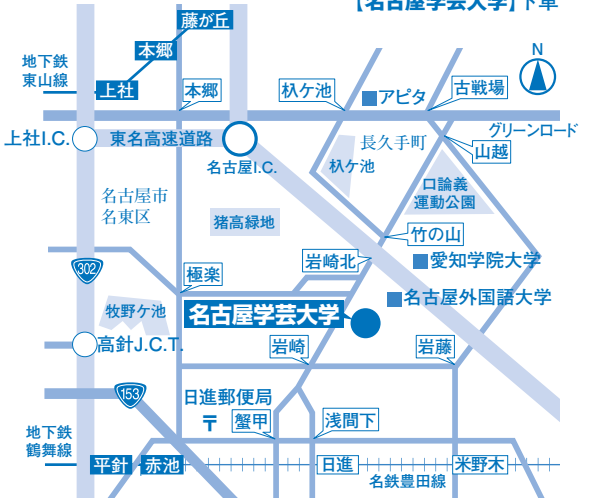 【名古屋学芸大学】下車
藤が丘
本郷
地下鉄
東山線
上社
本郷
杁ケ池
アピタ
古戦場
N
グリーンロード
上社I.C.
東名高速道路
名古屋I.C.
長久手町
杁ケ池
山越
口論義
運動公園
名古屋市
名東区
猪高緑地
竹の山
岩崎北
愛知学院大学
302
極楽
名古屋外国語大学
牧野ケ池
名古屋学芸大学
高針J.C.T.
岩崎
岩藤
153
日進郵便局
〒
蟹甲
浅間下
地下鉄
鶴舞線
平針
赤池
日進
米野木
名鉄豊田線